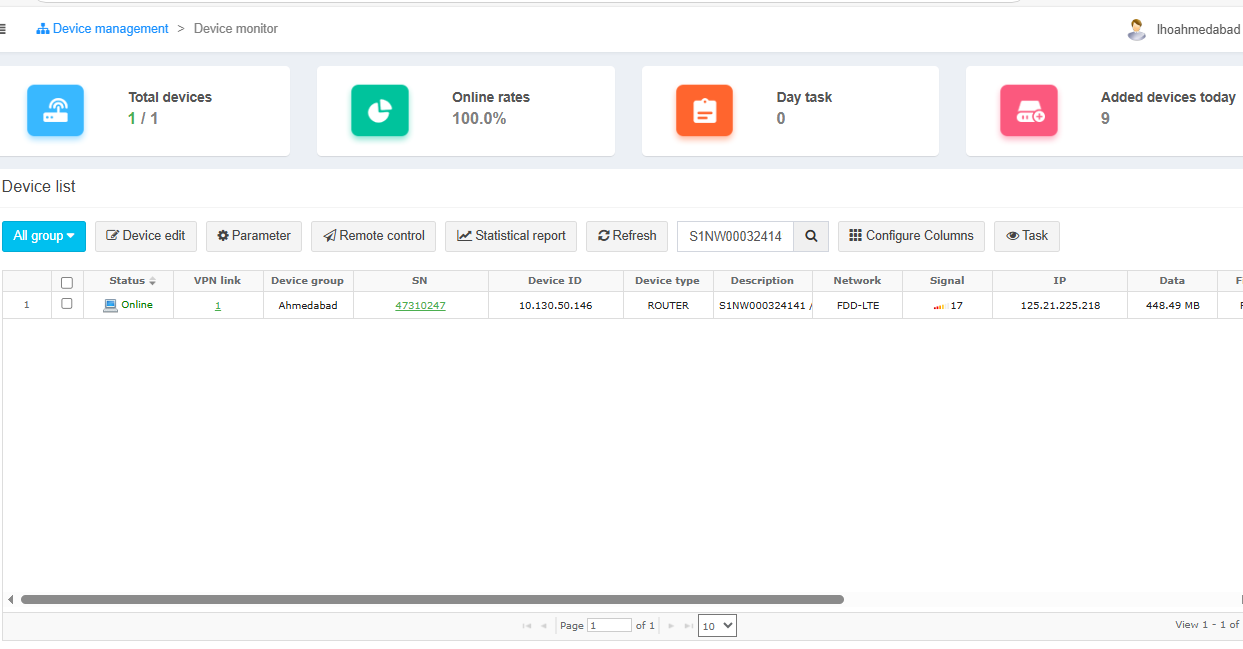 Device management > Device monitor
lhoahmedabad
Total devices
1 / 1
Online rates
100.0%
Day task
0
Added devices today
9
Device list
All group Device edit Parameter Remote control Statistical report Refresh S1NW00032414 Configure Columns Task
Status VPN link Device group SN Device ID Device type Description Network Signal IP Data
1 Online 1 Ahmedabad 47310247 10.130.50.146 ROUTER S1NW000324141 / FDD-LTE 17 125.21.225.218 448.49 MB
Page 1 of 1 10 View 1 - 1 of